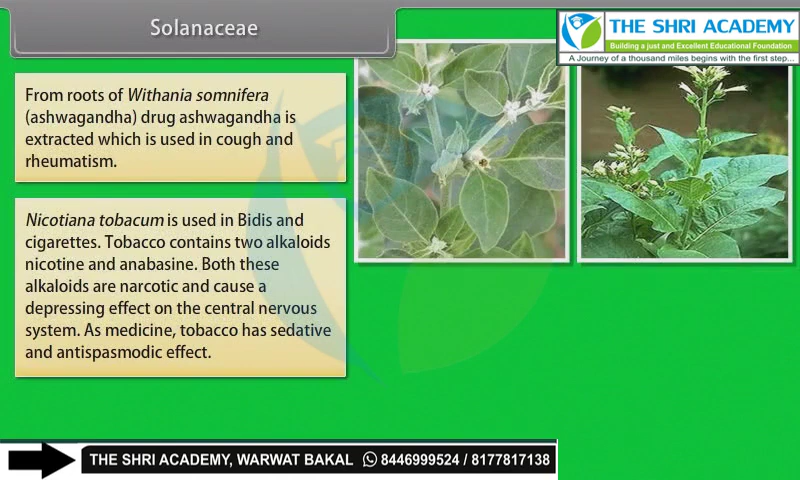 Solanaceae
THE SHRI ACADEMY
Building a just and Excellent Educational Foundation
A Journey of a thousand miles begins with the first step...
From roots of Withania somnifera
(ashwagandha) drug ashwagandha is
extracted which is used in cough and
rheumatism.
Nicotiana tobacum is used in Bidis and
cigarettes. Tobacco contains two alkaloids
nicotine and anabasine. Both these
alkaloids are narcotic and cause a
depressing effect on the central nervous
system. As medicine, tobacco has sedative
and antispasmodic effect.
THE SHRI ACADEMY, WARWAT BAKAL 8446999524 / 8177817138